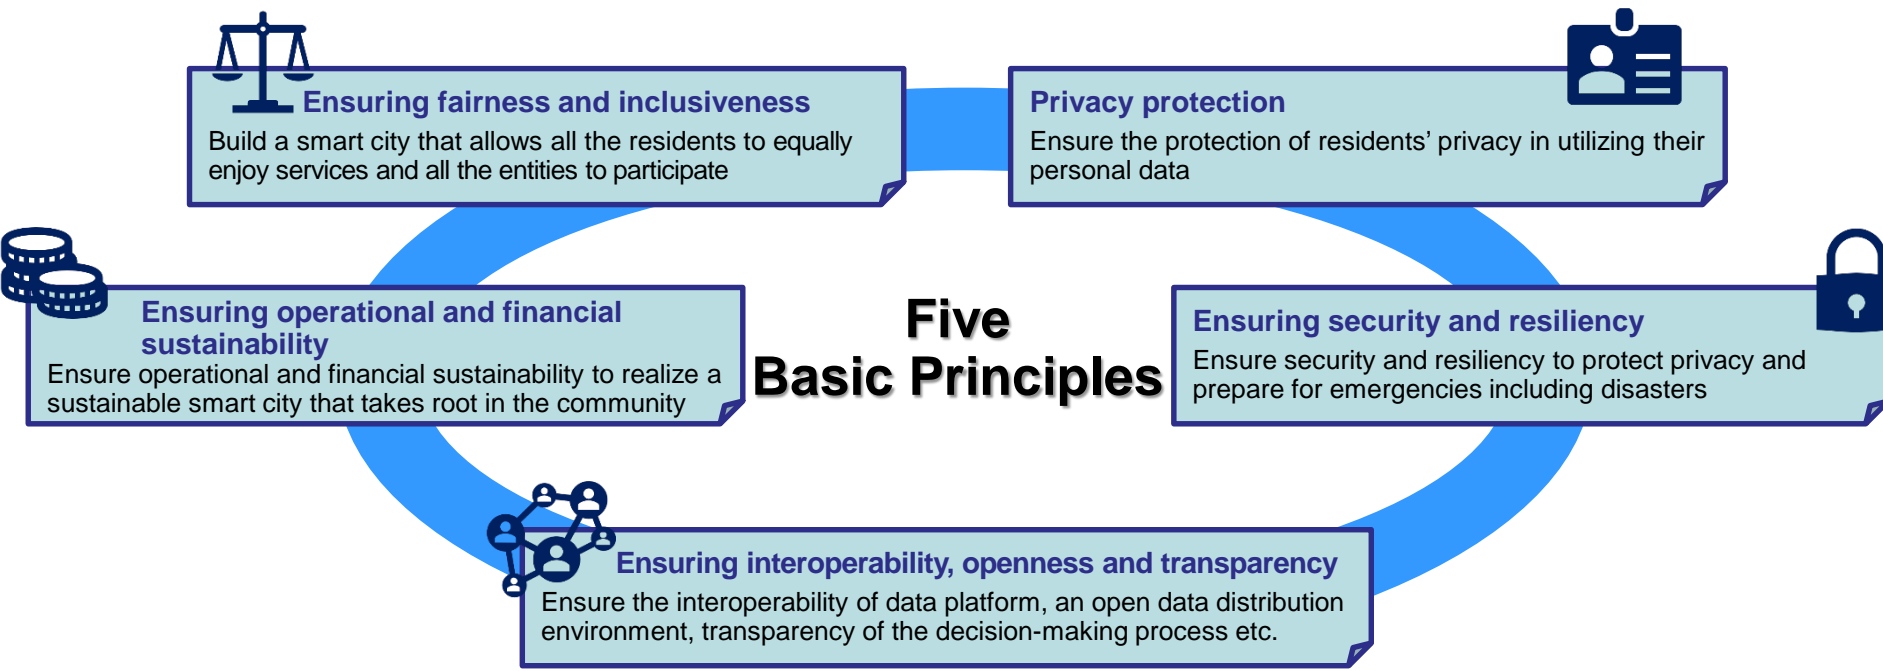 Ensuring fairness and inclusiveness
Build a smart city that allows all the residents to equally
enjoy services and all the entities to participate
Privacy protection
Ensure the protection of residents’ privacy in utilizing their
personal data
Ensuring operational and financial
sustainability
Ensure operational and financial sustainability to realize a
sustainable smart city that takes root in the community
Five
Basic Principles
Ensuring security and resiliency
Ensure security and resiliency to protect privacy and
prepare for emergencies including disasters
Ensuring interoperability, openness and transparency
Ensure the interoperability of data platform, an open data distribution
environment, transparency of the decision-making process etc.